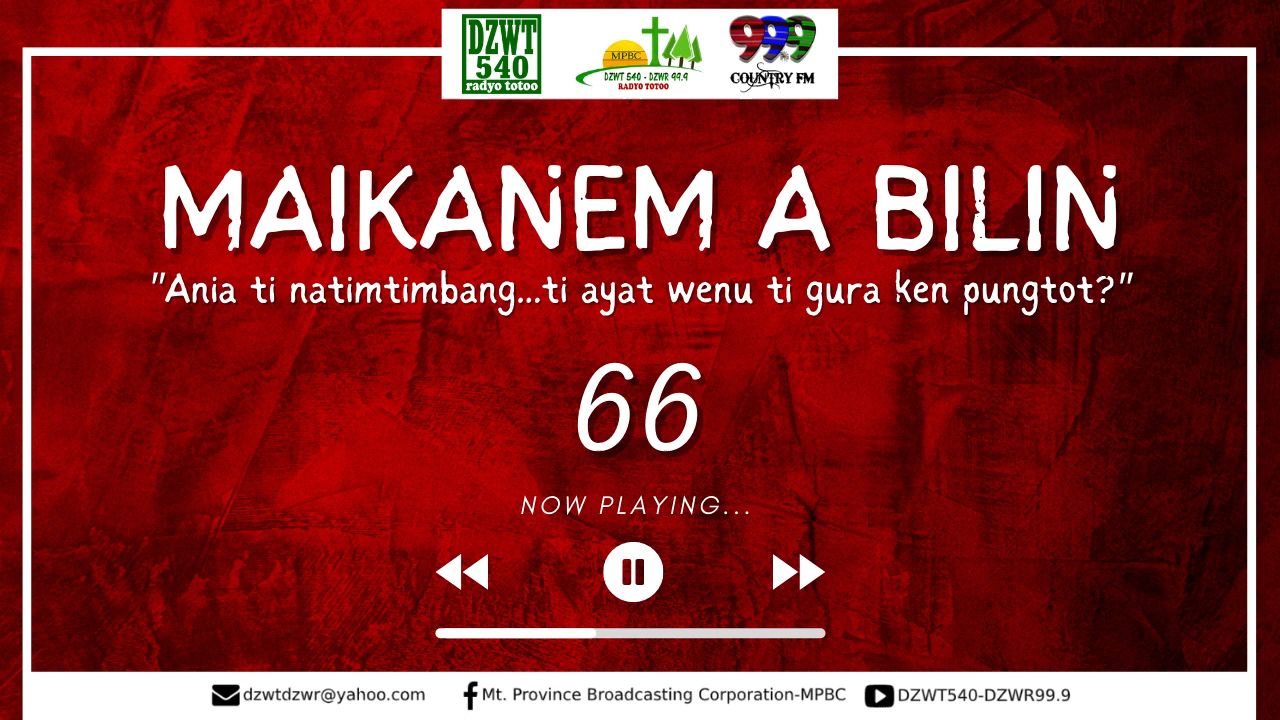 DZWT
540
radyo totoo
MPBC
DZWT 540 - DZWR 99.9
RADYO TOTOO
99.9
COUNTRY FM
MAIKANEM A BILIN
"Ania ti natimtimbang...ti ayat wenu ti gura ken pungtot?"
66
NOW PLAYING...
dzwtdzwr@yahoo.com
Mt. Province Broadcasting Corporation-MPBC
DZWT540-DZWR99.9